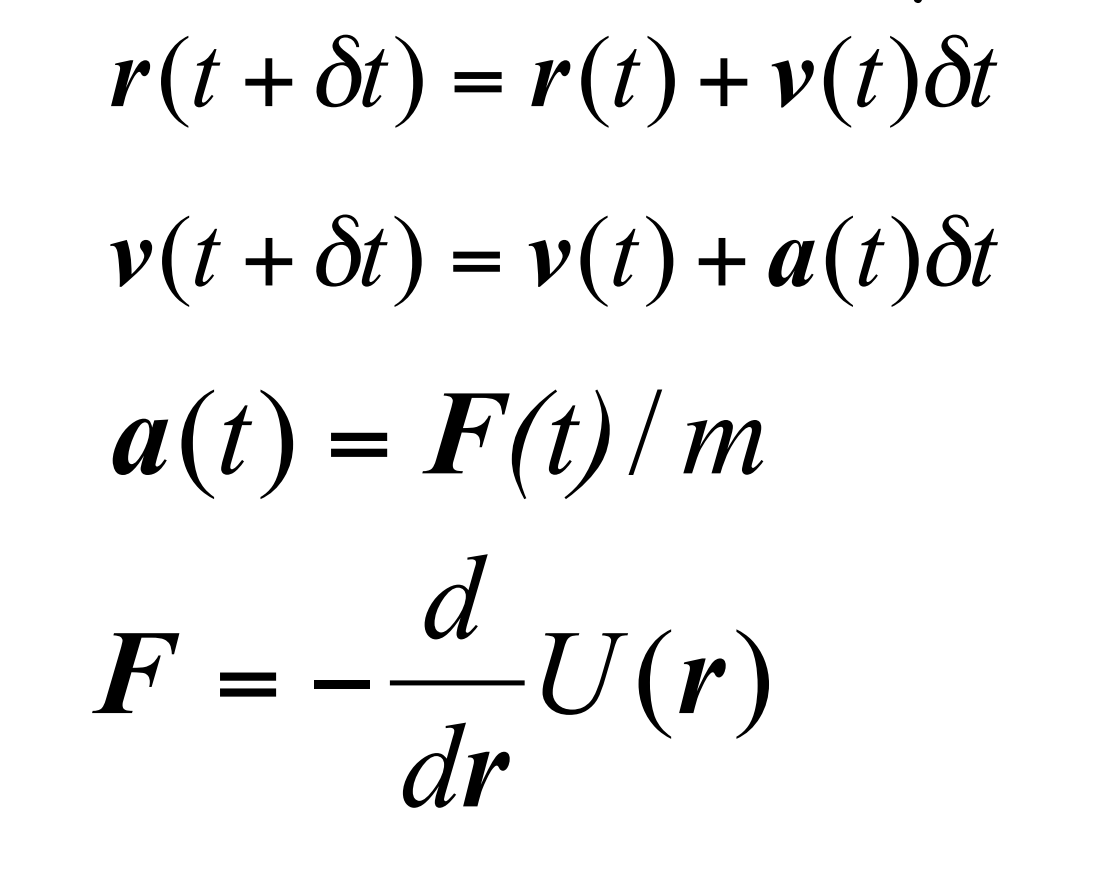 r(t + δt) = r(t) + v(t)δt
v(t + δt) = v(t) + a(t)δt
a(t) = F(t) / m
F = − d/dr U(r)